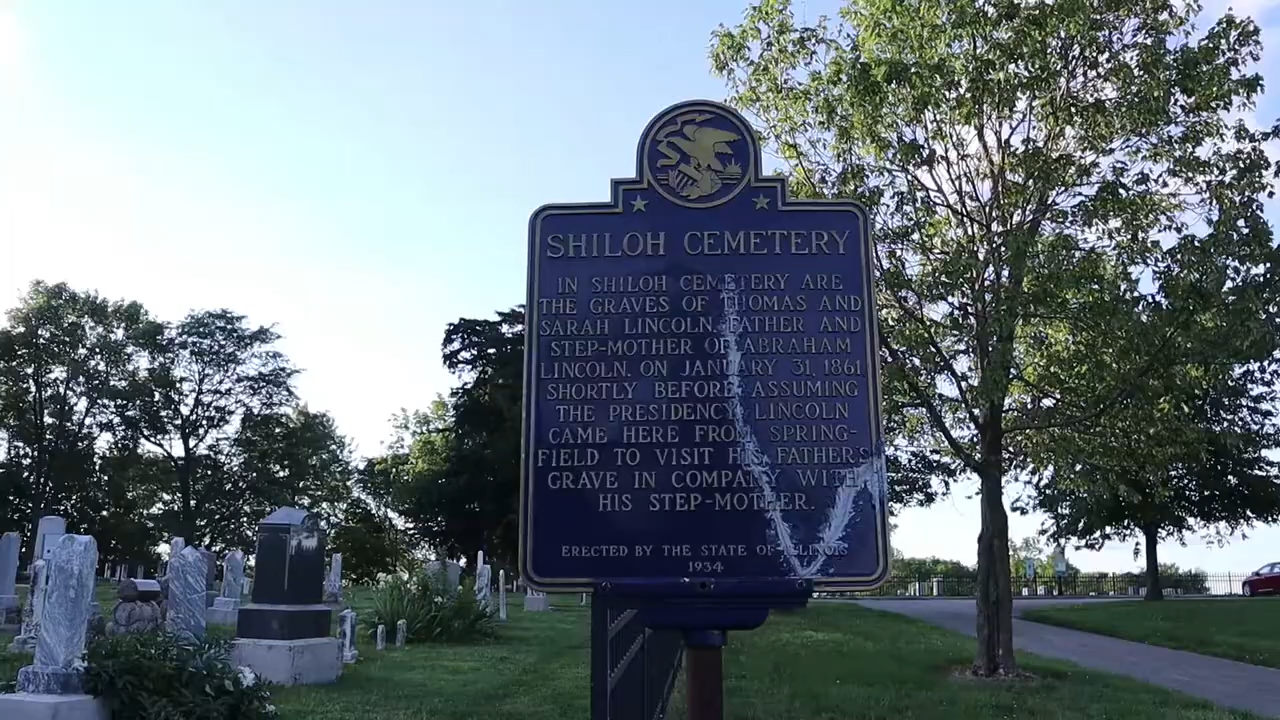 SHILOH CEMETERY
IN SHILOH CEMETERY ARE
THE GRAVES OF THOMAS AND
SARAH LINCOLN, FATHER AND
STEP-MOTHER OF ABRAHAM
LINCOLN. ON JANUARY 31, 1861
SHORTLY BEFORE ASSUMING
THE PRESIDENCY, LINCOLN
CAME HERE FROM SPRING-
FIELD TO VISIT HIS FATHER'S
GRAVE IN COMPANY WITH
HIS STEP-MOTHER.
ERECTED BY THE STATE OF ILLINOIS
1934